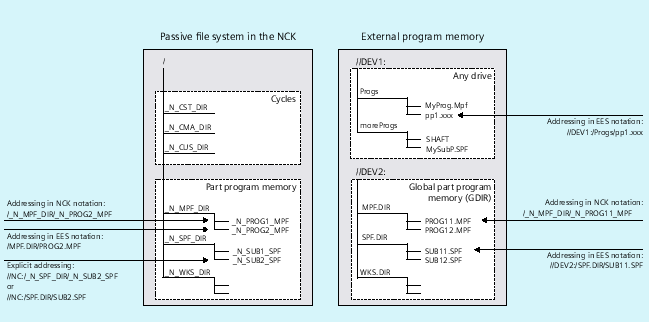 Passive file system in the NCK
External program memory
/
Cycles
_N_CST_DIR
_N_CMA_DIR
_N_CUS_DIR
Part program memory
_N_MPF_DIR
_N_PROG1_MPF
_N_PROG2_MPF
_N_SPF_DIR
_N_SUB1_SPF
_N_SUB2_SPF
_N_WKS_DIR
Addressing in NCK notation:
/_N_MPF_DIR/_N_PROG2_MPF
Addressing in EES notation:
/MPF.DIR/PROG2.MPF
Explicit addressing:
//NC:/_N_SPF_DIR/_N_SUB2_SPF
or
//NC:/SPF.DIR/SUB2.SPF
//DEV1:
Any drive
Progs
MyProg.Mpf
pp1.xxx
moreProgs
SHAFT
MySubP.SPF
//DEV2:
Global part program
memory (GDIR)
MPF.DIR
PROG11.MPF
PROG12.MPF
SPF.DIR
SUB11.SPF
SUB12.SPF
WKS.DIR
Addressing in EES notation:
//DEV1:/Progs/pp1.xxx
Addressing in NCK notation:
/_N_MPF_DIR/_N_PROG11_MPF
Addressing in EES notation:
//DEV2:/SPF.DIR/SUB11.SPF